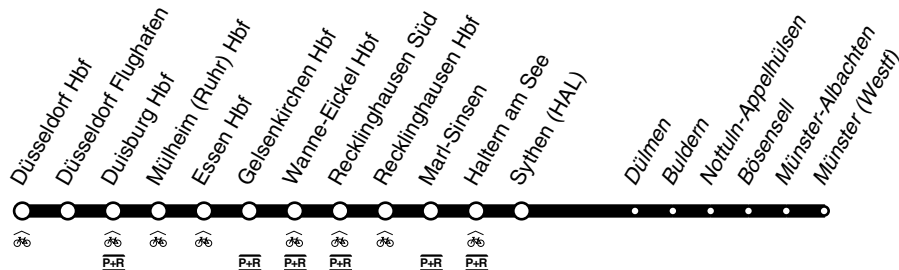 Düsseldorf Hbf
Düsseldorf Flughafen
Duisburg Hbf
Mülheim (Ruhr) Hbf
Essen Hbf
Gelsenkirchen Hbf
Wanne-Eickel Hbf
Recklinghausen Süd
Recklinghausen Hbf
Marl-Sinsen
Haltern am See
Sythen (HAL)
Dülmen
Buldern
Nottuln-Appelhülsen
Bösensell
Münster-Albachten
Münster (Westf)
P+R P+R P+R P+R P+R P+R